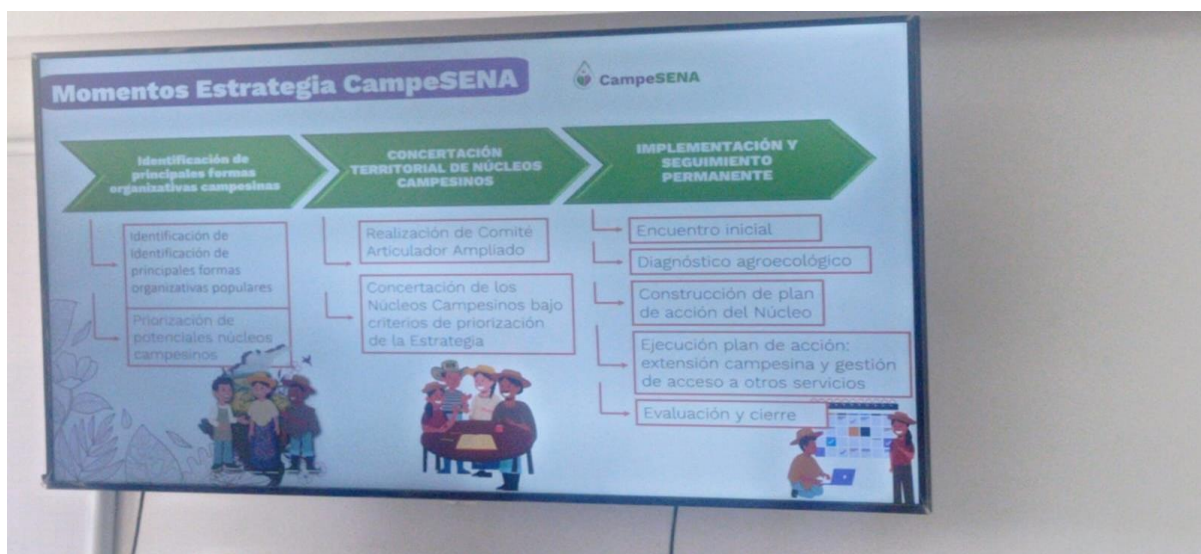 Momentos Estrategia CampeSENA
CampeSENA
Identificación de
principales formas
organizativas campesinas
Identificación de
Identificación de
principales formas
organizativas populares
Priorización de
potenciales núcleos
campesinos
CONCERTACIÓN
TERRITORIAL DE NÚCLEOS
CAMPESINOS
Realización de Comité
Articulador Ampliado
Concertación de los
Núcleos Campesinos bajo
criterios de priorización
de la Estrategia
IMPLEMENTACIÓN Y
SEGUIMIENTO
PERMANENTE
Encuentro inicial
Diagnóstico agroecológico
Construcción de plan
de acción del Núcleo
Ejecución plan de acción:
extensión campesina y gestión
de acceso a otros servicios
Evaluación y cierre